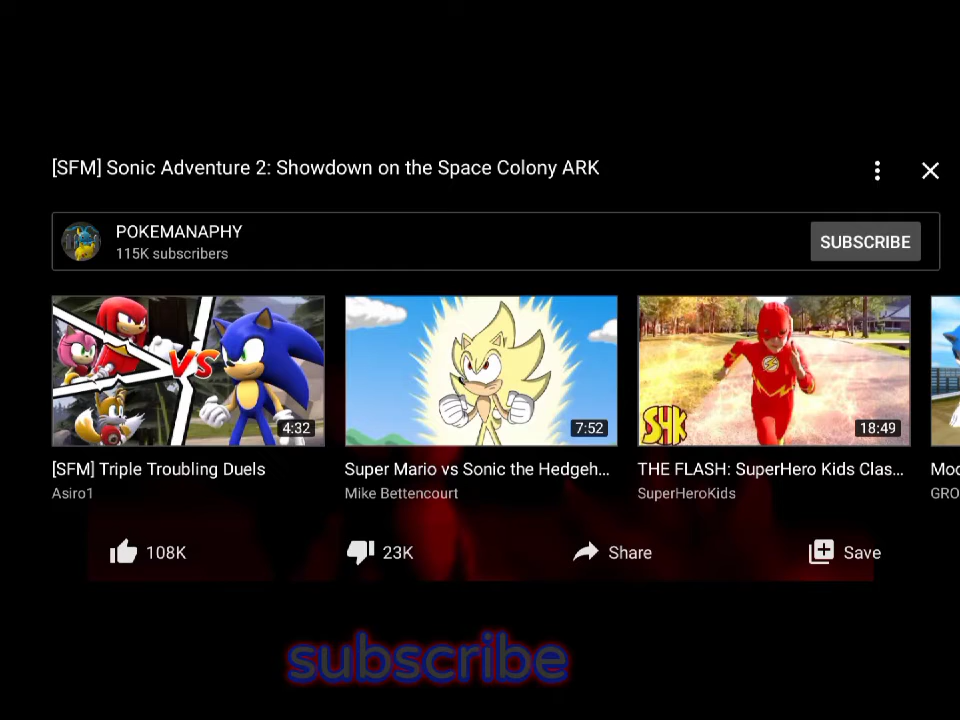 [SFM] Sonic Adventure 2: Showdown on the Space Colony ARK
POKEMANAPHY
115K subscribers
SUBSCRIBE
VS
4:32
7:52
SHK
18:49
[SFM] Triple Troubling Duels
Super Mario vs Sonic the Hedgeh...
THE FLASH: SuperHero Kids Clas...
Moc
Asiro1
Mike Bettencourt
SuperHeroKids
GRO
108K
23K
Share
Save
subscribe